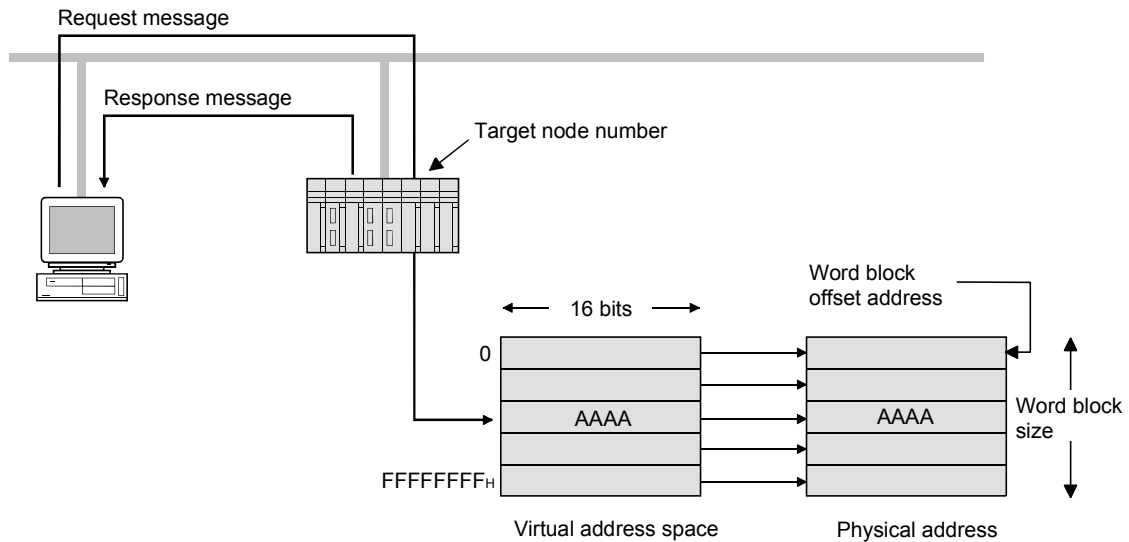 Request message
Response message
Target node number
Word block
offset address
16 bits
0
AAAA
AAAA
Word block
size
FFFFFFFFH
Virtual address space
Physical address